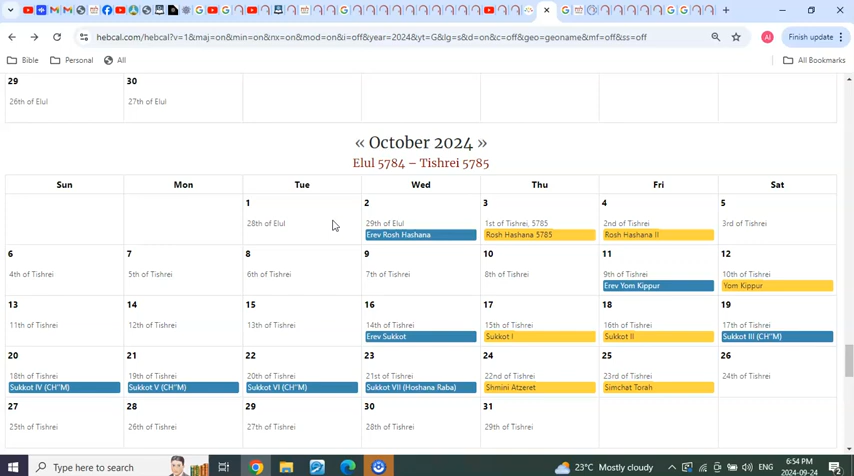 hebcal.com/hebcal?v=1&maj=on&min=on&nx=on&mod=on&i=off&year=2024&yt=G&lg=s&d=on&c=off&geo=geoname&mf=off&ss=off
AI
Finish update
Bible
Personal
All
All Bookmarks
29 30
26th of Elul 27th of Elul
« October 2024 »
Elul 5784 – Tishrei 5785
Sun Mon Tue Wed Thu Fri Sat
1 2 3 4 5
28th of Elul 29th of Elul 1st of Tishrei, 5785 2nd of Tishrei 3rd of Tishrei
Erev Rosh Hashana Rosh Hashana 5785 Rosh Hashana II
6 7 8 9 10 11 12
4th of Tishrei 5th of Tishrei 6th of Tishrei 7th of Tishrei 8th of Tishrei 9th of Tishrei 10th of Tishrei
Erev Yom Kippur Yom Kippur
13 14 15 16 17 18 19
11th of Tishrei 12th of Tishrei 13th of Tishrei 14th of Tishrei 15th of Tishrei 16th of Tishrei 17th of Tishrei
Erev Sukkot Sukkot I Sukkot II Sukkot III (CH''M)
20 21 22 23 24 25 26
18th of Tishrei 19th of Tishrei 20th of Tishrei 21st of Tishrei 22nd of Tishrei 23rd of Tishrei 24th of Tishrei
Sukkot IV (CH''M) Sukkot V (CH''M) Sukkot VI (CH''M) Sukkot VII (Hoshana Raba) Shmini Atzeret Simchat Torah
27 28 29 30 31
25th of Tishrei 26th of Tishrei 27th of Tishrei 28th of Tishrei 29th of Tishrei
Type here to search
23°C Mostly cloudy
ENG
6:54 PM
2024-09-24